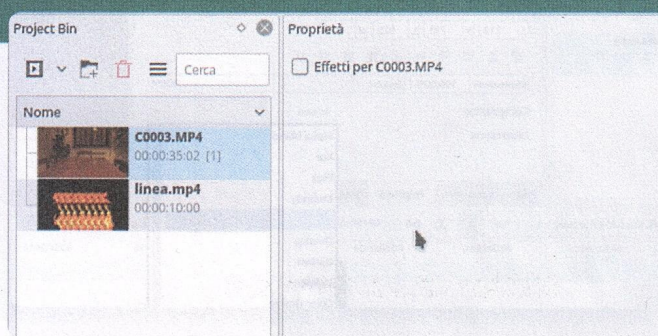 Project Bin
Proprietà
Cerca
Effetti per C0003.MP4
Nome
C0003.MP4
00:00:35:02 [1]
linea.mp4
00:00:10:00